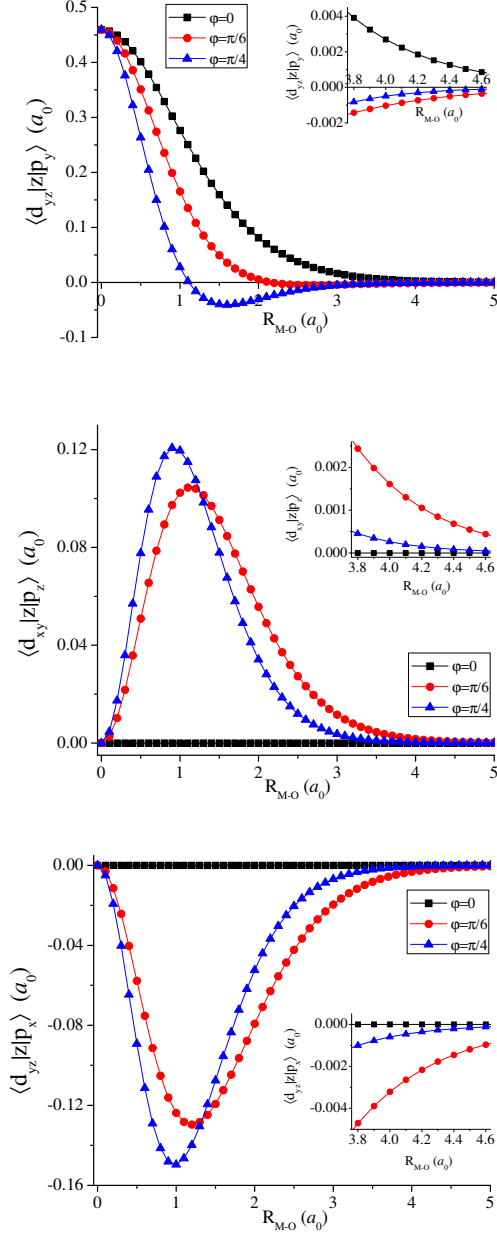 φ=0
φ=π/6
φ=π/4
⟨d_yz|z|p_y⟩ (a_0)
0.5
0.4
0.3
0.2
0.1
0.0
-0.1
0 1 2 3 4 5
R_M-O (a_0)
⟨d_yz|z|p_y⟩ (a_0)
0.004
0.002
3.8 4.0 4.2 4.4 4.6
0.000
-0.002
R_M-O (a_0)
⟨d_xy|z|p_z⟩ (a_0)
0.12
0.08
0.04
0.00
0 1 2 3 4 5
R_M-O (a_0)
⟨d_xy|z|p_z⟩ (a_0)
0.002
0.001
0.000
3.8 4.0 4.2 4.4 4.6
R_M-O (a_0)
φ=0
φ=π/6
φ=π/4
⟨d_yz|z|p_x⟩ (a_0)
0.00
-0.04
-0.08
-0.12
-0.16
0 1 2 3 4 5
R_M-O (a_0)
φ=0
φ=π/6
φ=π/4
⟨d_yz|z|p_x⟩ (a_0)
0.000
-0.002
-0.004
3.8 4.0 4.2 4.4 4.6
R_M-O (a_0)